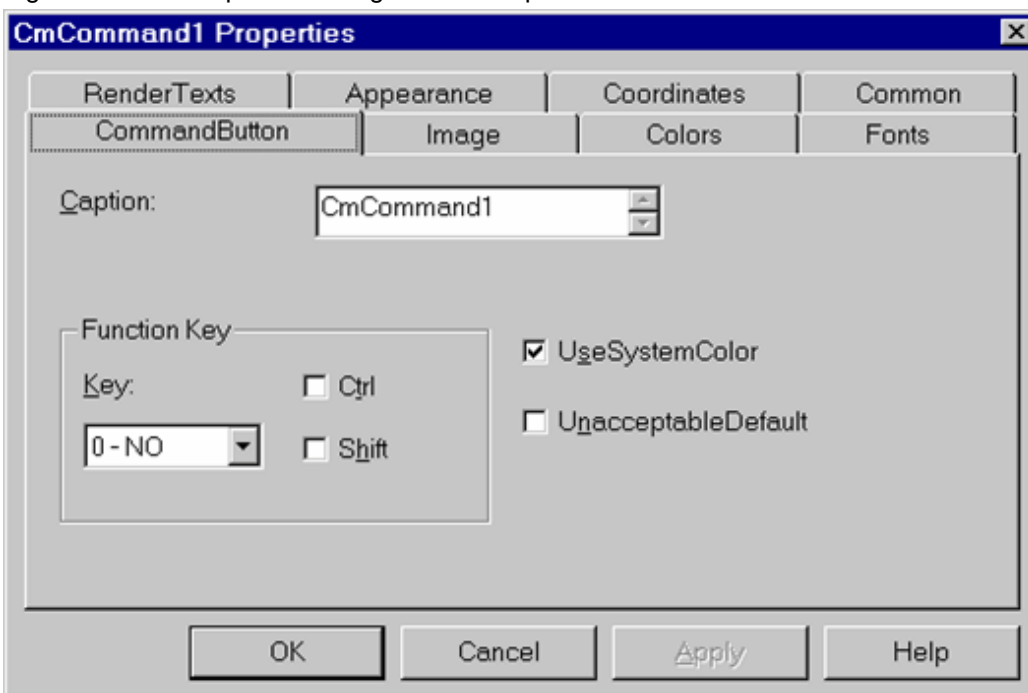 CmCommand1 Properties
RenderTexts Appearance Coordinates Common
CommandButton Image Colors Fonts
Caption: CmCommand1
Function Key
UseSystemColor
Key: Ctrl
UnacceptableDefault
0 - NO Shift
OK Cancel Apply Help